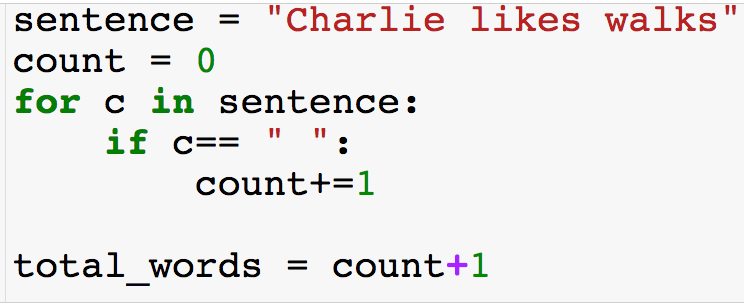 sentence = "Charlie likes walks"
count = 0
for c in sentence:
    if c== " ":
        count+=1

total_words = count+1